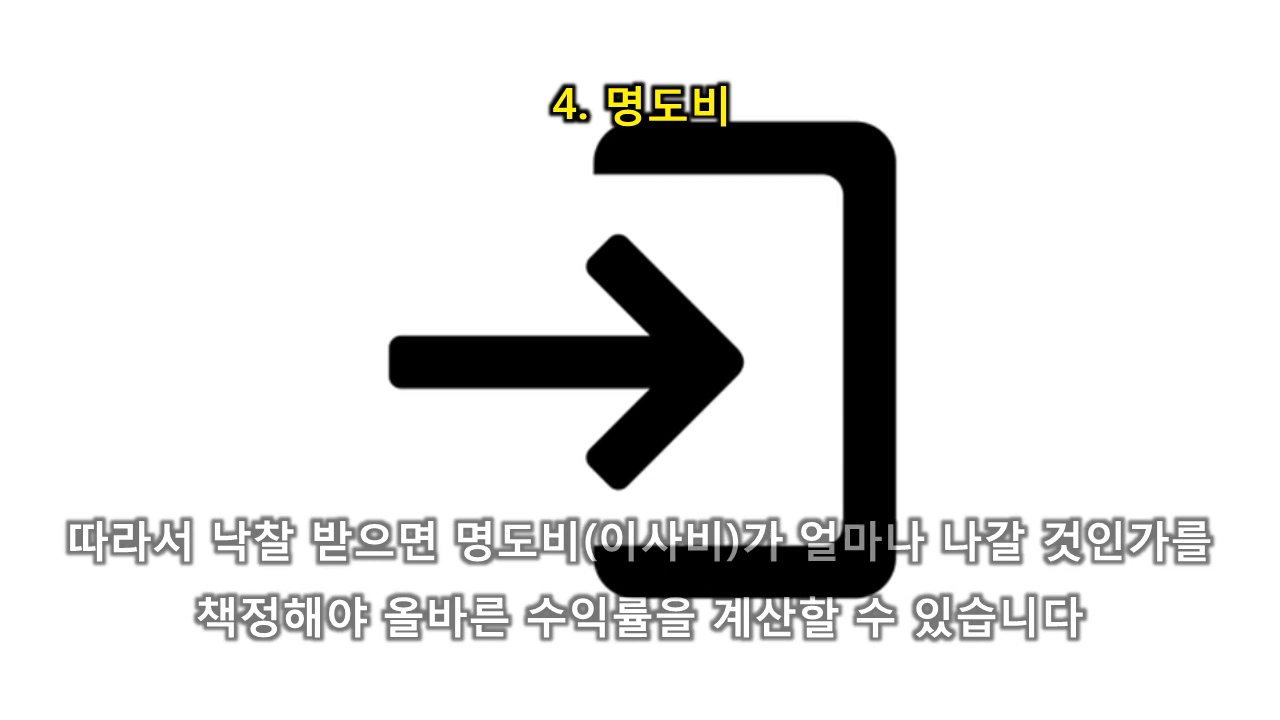 4. 명도비
따라서 낙찰 받으면 명도비(이사비)가 얼마나 나갈 것인가를
책정해야 올바른 수익률을 계산할 수 있습니다